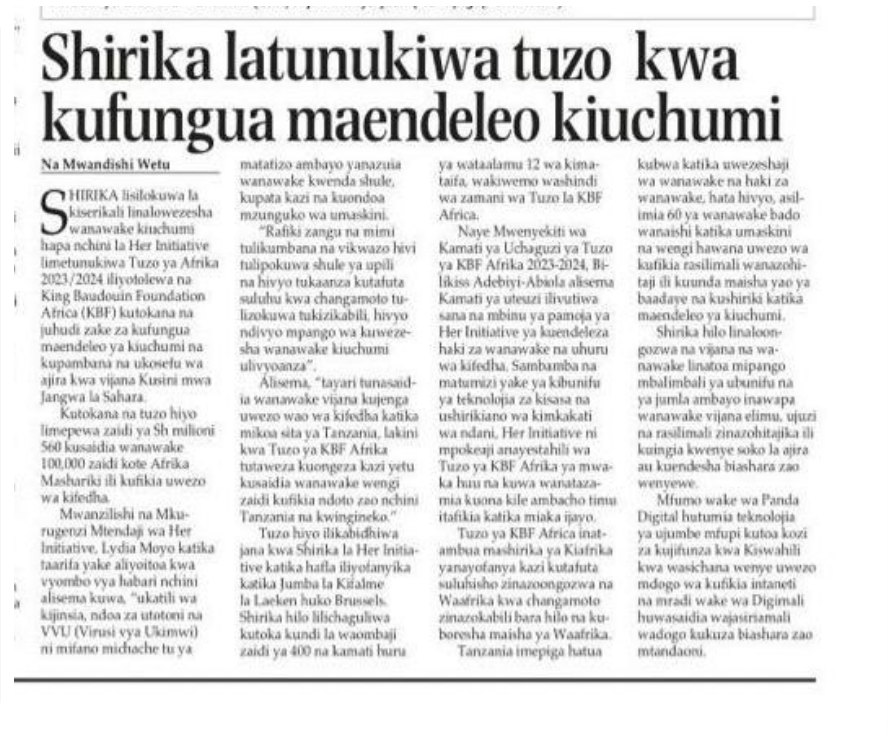 Shirika latunukiwa tuzo kwa
kufungua maendeleo kiuchumi
Na Mwandishi Wetu
SHIRIKA lisilokuwa la
kiserikali linalowezesha
wanawake kiuchumi
hapa nchini la Her Initiative
limetunukiwa Tuzo ya Afrika
2023/2024 iliyotolewa na
King Baudouin Foundation
Africa (KBF) kutokana na
juhudi zake za kufungua
maendeleo ya kiuchumi na
kupambana na ukosefu wa
ajira kwa vijana Kusini mwa
Jangwa la Sahara.
Kutokana na tuzo hiyo
limepewa zaidi ya Sh milioni
560 kusaidia wanawake
100,000 zaidi kote Afrika
Mashariki ili kufikia uwezo
wa kifedha.
Mwanzilishi na Mku-
rugenzi Mtendaji wa Her
Initiative, Lydia Moyo katika
taarifa yake aliyoitoa kwa
vyombo vya habari nchini
alisema kuwa, "ukatili wa
kijinsia, ndoa za utotoni na
VVU (Virusi vya Ukimwi)
ni mifano michache tu ya
matatizo ambayo yanazuia
wanawake kwenda shule,
kupata kazi na kuondoa
mzunguko wa umaskini.
"Rafiki zangu na mimi
tulikumbana na vikwazo hivi
tulipokuwa shule ya upili
na hivyo tukaanza kutafuta
suluhu kwa changamoto tu-
lizokuwa tukizikabili, hivyo
ndivyo mpango wa kuweze-
sha wanawake kiuchumi
ulivyoanza".
Alisema, "tayari tunasaid-
ia wanawake vijana kujenga
uwezo wao wa kifedha katika
mikoa sita ya Tanzania, lakini
kwa Tuzo ya KBF Afrika
tutaweza kuongeza kazi yetu
kusaidia wanawake wengi
zaidi kufikia ndoto zao nchini
Tanzania na kwingineko."
Tuzo hiyo ilikabidhiwa
jana kwa Shirika la Her Initia-
tive katika hafla iliyofanyika
katika Jumba la Kifalme
la Laeken huko Brussels.
Shirika hilo lilichaguliwa
kutoka kundi la waombaji
zaidi ya 400 na kamati huru
ya wataalamu 12 wa kima-
taifa, wakiwemo washindi
wa zamani wa Tuzo la KBF
Africa.
Naye Mwenyekiti wa
Kamati ya Uchaguzi ya Tuzo
ya KBF Afrika 2023-2024, Bi-
likiss Adebiyi-Abiola alisema
Kamati ya uteuzi ilivutiwa
sana na mbinu ya pamoja ya
Her Initiative ya kuendeleza
haki za wanawake na uhuru
wa kifedha. Sambamba na
matumizi yake ya kibunifu
ya teknolojia za kisasa na
ushirikiano wa kimkakati
wa ndani, Her Initiative ni
mpokeaji anayestahili wa
Tuzo ya KBF Afrika ya mwa-
ka huu na kuwa wanataza-
mia kuona kile ambacho timu
itafikia katika miaka ijayo.
Tuzo ya KBF Africa inat-
ambua mashirika ya Kiafrika
yanayofanya kazi kutafuta
suluhisho zinazoongozwa na
Waafrika kwa changamoto
zinazokabili bara hilo na ku-
boresha maisha ya Waafrika.
Tanzania imepiga hatua
kubwa katika uwezeshaji
wa wanawake na haki za
wanawake, hata hivyo, asil-
imia 60 ya wanawake bado
wanaishi katika umaskini
na wengi hawana uwezo wa
kufikia rasilimali wanazohi-
taji ili kuunda maisha yao ya
baadaye na kushiriki katika
maendeleo ya kiuchumi.
Shirika hilo linaloon-
gozwa na vijana na wa-
nawake linatoa mipango
mbalimbali ya ubunifu na
ya jumla ambayo inawapa
wanawake vijana elimu, ujuzi
na rasilimali zinazohitajika ili
kuingia kwenye soko la ajira
au kuendesha biashara zao
wenyewe.
Mfumo wake wa Panda
Digital hutumia teknolojia
ya ujumbe mfupi kutoa kozi
za kujifunza kwa Kiswahili
kwa wasichana wenye uwezo
mdogo wa kufikia intaneti
na mradi wake wa Digimali
huwasaidia wajasiriamali
wadogo kukuza biashara zao
mtandaoni.